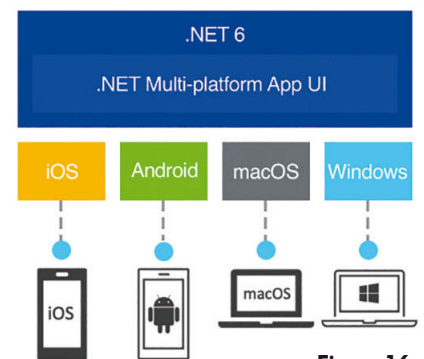 .NET 6
.NET Multi-platform App UI
iOS
Android
macOS
Windows
iOS
macOS